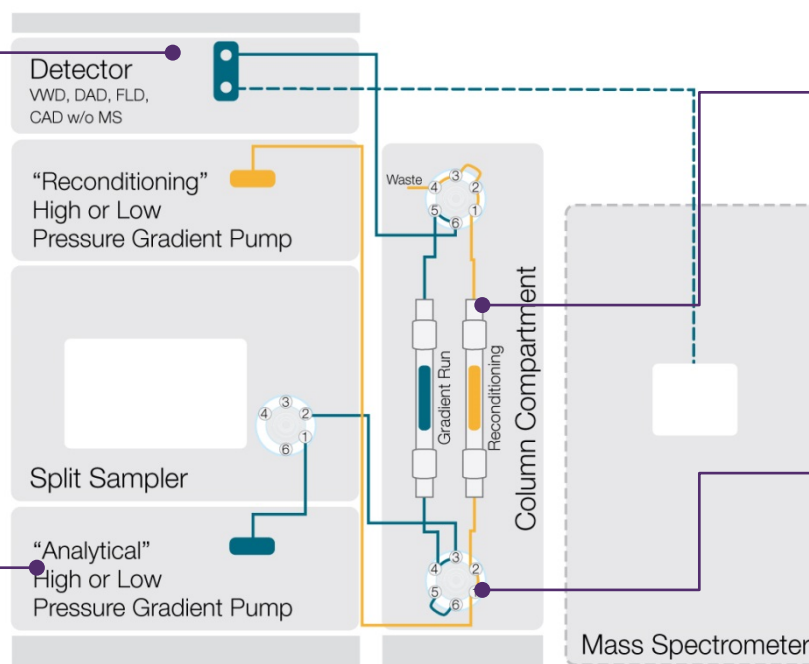 Detector
VWD, DAD, FLD,
CAD w/o MS
"Reconditioning"
High or Low
Pressure Gradient Pump
Split Sampler
4
3
2
1
6
"Analytical"
High or Low
Pressure Gradient Pump
Waste
4
3
2
5
6
1
Gradient Run
Reconditioning
Column Compartment
4
3
2
5
6
Mass Spectrometer